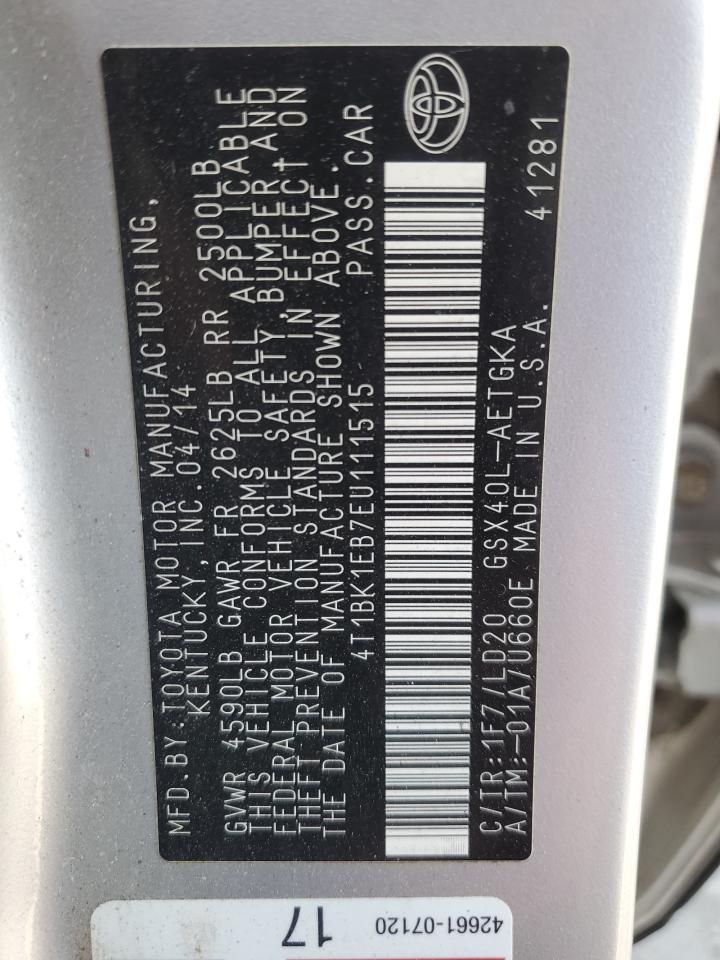 MFD.BY:TOYOTA MOTOR MANUFACTURING,
KENTUCKY, INC.04/14
GVWR 4590LB GAWR FR 2625LB RR 2500LB
THIS VEHICLE CONFORMS TO ALL APPLICABLE
FEDERAL MOTOR VEHICLE SAFETY, BUMPER, AND
THEFT PREVENTION STANDARDS IN EFFECT ON
THE DATE OF MANUFACTURE SHOWN ABOVE.
4T1BK1EB7EU111515 PASS.CAR
C/TR:1F7/LD20 GSX40L-AETGKA
A/TM:-01A/U660E MADE IN U.S.A. 41281
42661-07120
17